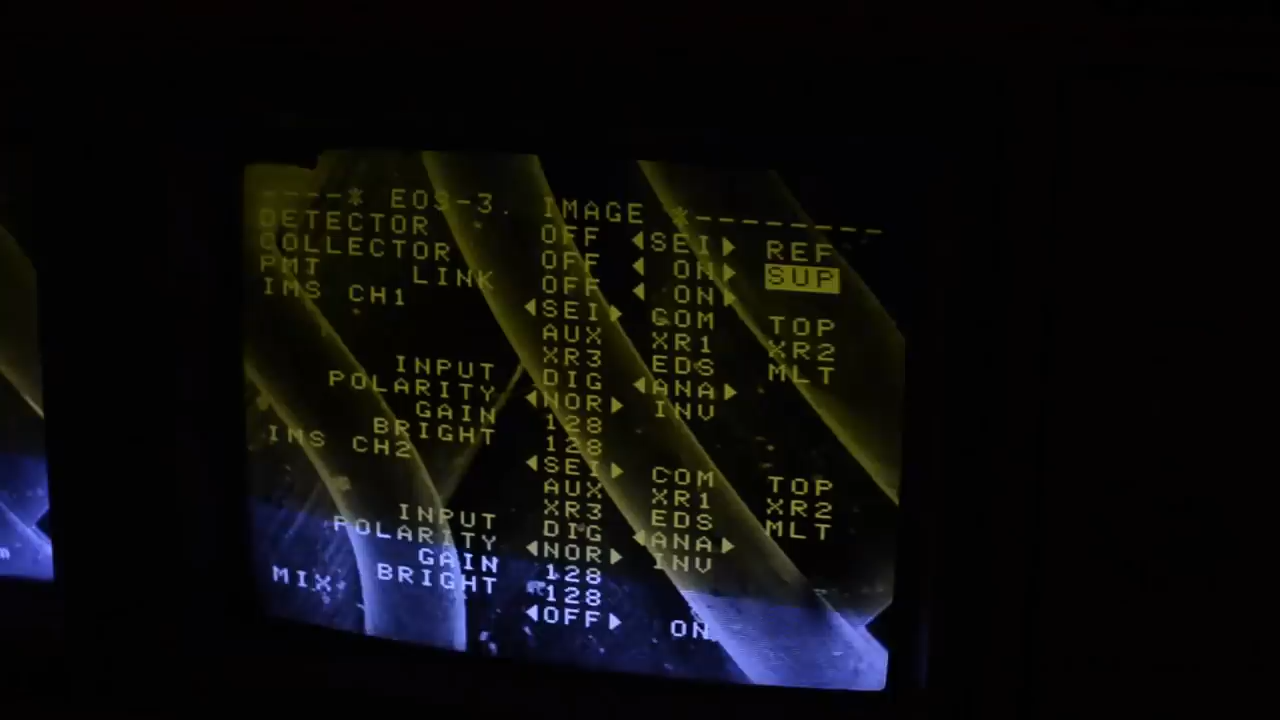 ----* EOS-3. IMAGE *--------
DETECTOR OFF ◀SEI▶ REF
COLLECTOR OFF ◀ ON▶ SUP
PMT LINK OFF ◀ ON▶
IMS CH1 ◀SEI▶ COM TOP
AUX XR1 XR2
XR3 EDS MLT
INPUT DIG ◀ANA▶
POLARITY ◀NOR▶ INV
GAIN 128
BRIGHT 128
IMS CH2 ◀SEI▶ COM TOP
AUX XR1 XR2
XR3 EDS MLT
INPUT DIG ◀ANA▶
POLARITY ◀NOR▶ INV
GAIN 128
BRIGHT 128
MIX ◀OFF▶ ON
m